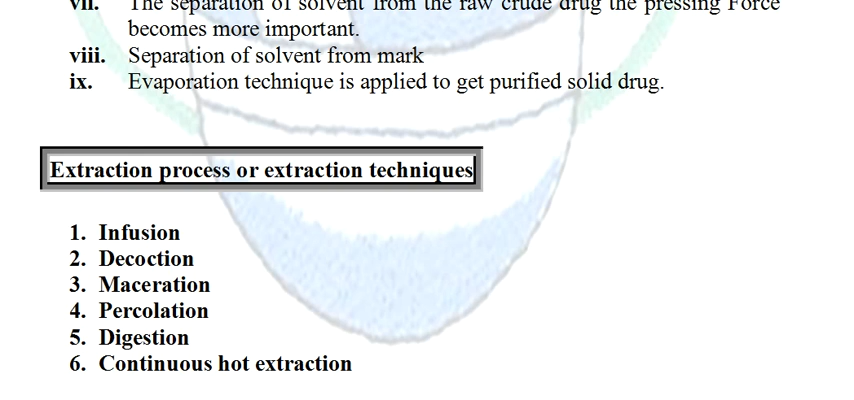 vii. The separation of solvent from the raw crude drug the pressing Force
becomes more important.
viii. Separation of solvent from mark
ix. Evaporation technique is applied to get purified solid drug.
Extraction process or extraction techniques
1. Infusion
2. Decoction
3. Maceration
4. Percolation
5. Digestion
6. Continuous hot extraction